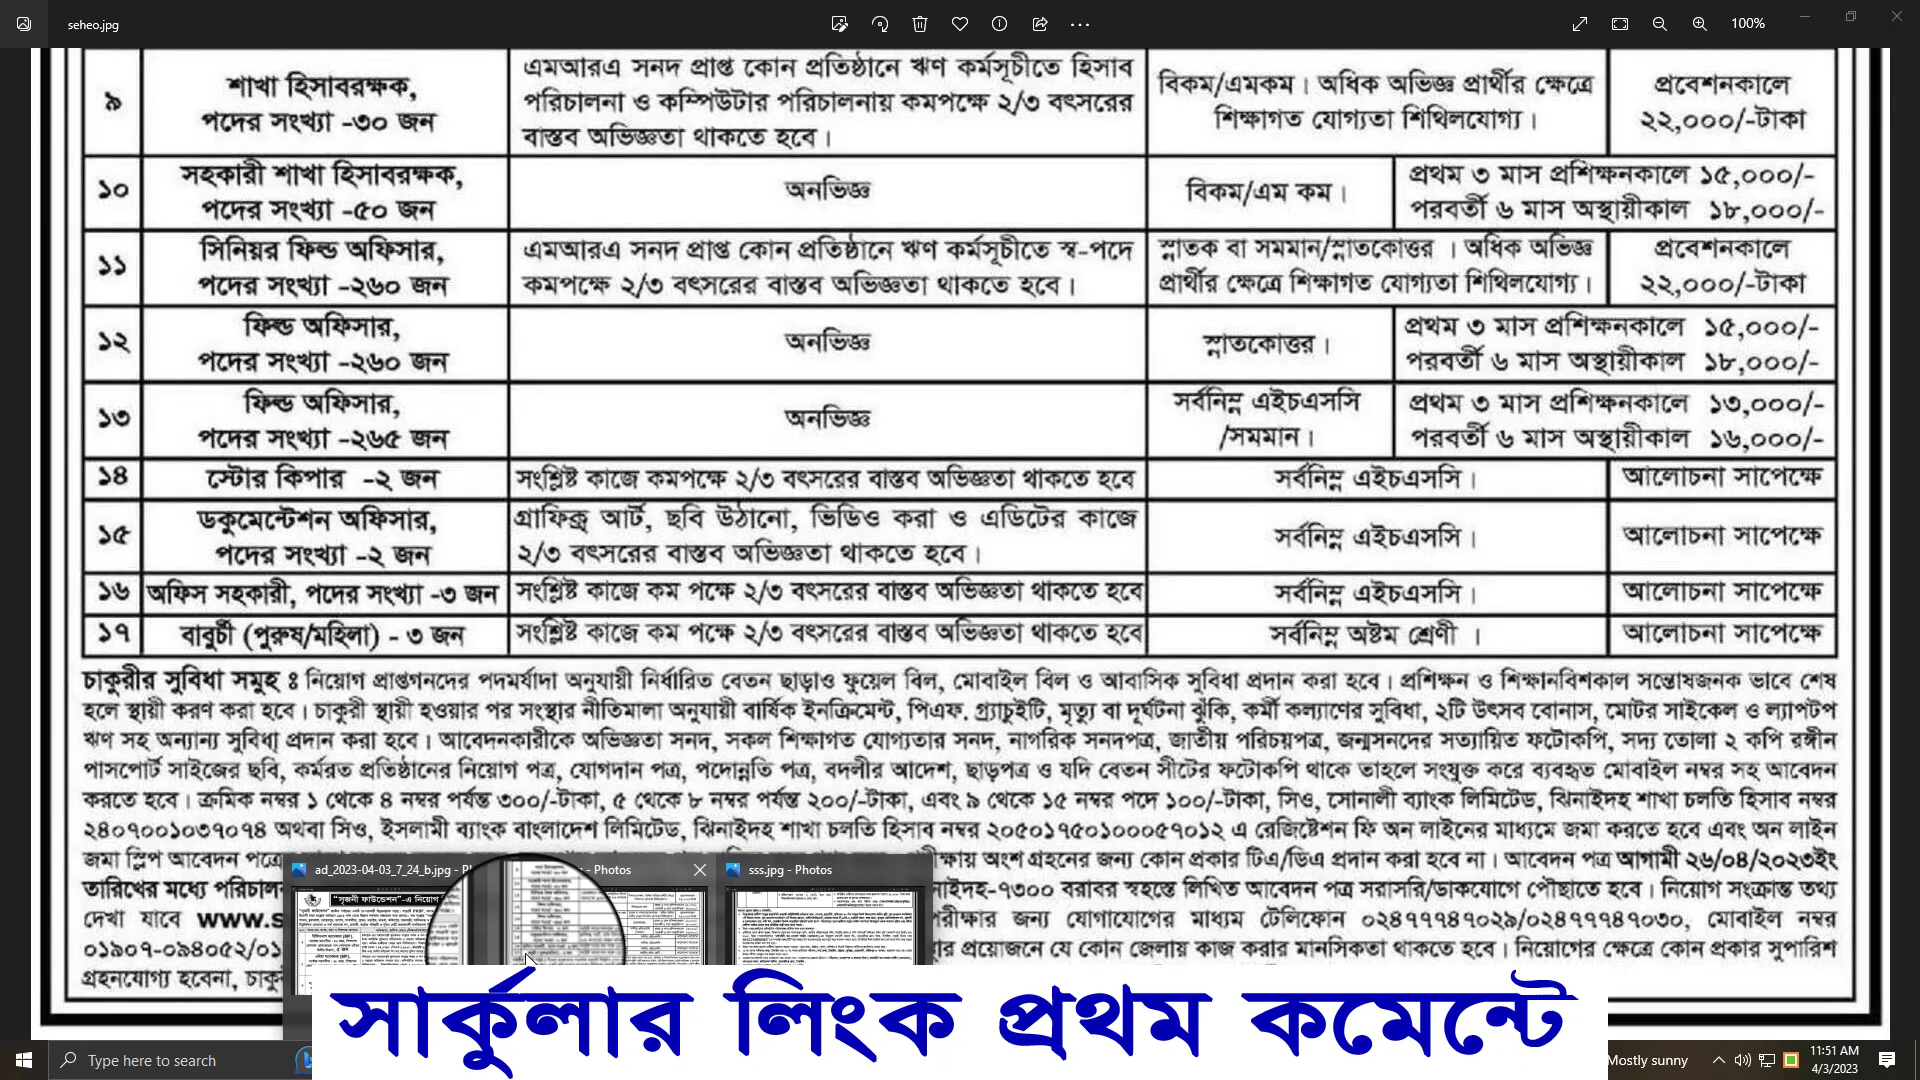 seheo.jpg
100%
৯
শাখা হিসাবরক্ষক,
পদের সংখ্যা -৩০ জন
এমআরএ সনদ প্রাপ্ত কোন প্রতিষ্ঠানে ঋণ কর্মসূচীতে হিসাব
পরিচালনা ও কম্পিউটার পরিচালনায় কমপক্ষে ২/৩ বৎসরের
বাস্তব অভিজ্ঞতা থাকতে হবে।
বিকম/এমকম। অধিক অভিজ্ঞ প্রার্থীর ক্ষেত্রে
শিক্ষাগত যোগ্যতা শিথিলযোগ্য।
প্রবেশনকালে
২২,০০০/-টাকা
১০
সহকারী শাখা হিসাবরক্ষক,
পদের সংখ্যা -৫০ জন
অনভিজ্ঞ
বিকম/এম কম।
প্রথম ৩ মাস প্রশিক্ষনকালে ১৫,০০০/-
পরবর্তী ৬ মাস অস্থায়ীকাল ১৮,০০০/-
১১
সিনিয়র ফিল্ড অফিসার,
পদের সংখ্যা -২৬০ জন
এমআরএ সনদ প্রাপ্ত কোন প্রতিষ্ঠানে ঋণ কর্মসূচীতে স্ব-পদে
কমপক্ষে ২/৩ বৎসরের বাস্তব অভিজ্ঞতা থাকতে হবে।
স্নাতক বা সমমান/স্নাতকোত্তর । অধিক অভিজ্ঞ
প্রার্থীর ক্ষেত্রে শিক্ষাগত যোগ্যতা শিথিলযোগ্য।
প্রবেশনকালে
২২,০০০/-টাকা
১২
ফিল্ড অফিসার,
পদের সংখ্যা -২৬০ জন
অনভিজ্ঞ
স্নাতকোত্তর।
প্রথম ৩ মাস প্রশিক্ষনকালে ১৫,০০০/-
পরবর্তী ৬ মাস অস্থায়ীকাল ১৮,০০০/-
১৩
ফিল্ড অফিসার,
পদের সংখ্যা -২৬৫ জন
অনভিজ্ঞ
সর্বনিম্ন এইচএসসি
/সমমান।
প্রথম ৩ মাস প্রশিক্ষনকালে ১৩,০০০/-
পরবর্তী ৬ মাস অস্থায়ীকাল ১৬,০০০/-
১৪
স্টোর কিপার -২ জন
সংশ্লিষ্ট কাজে কমপক্ষে ২/৩ বৎসরের বাস্তব অভিজ্ঞতা থাকতে হবে
সর্বনিম্ন এইচএসসি।
আলোচনা সাপেক্ষে
১৫
ডকুমেন্টেশন অফিসার,
পদের সংখ্যা -২ জন
গ্রাফিক্স আর্ট, ছবি উঠানো, ভিডিও করা ও এডিটের কাজে
২/৩ বৎসরের বাস্তব অভিজ্ঞতা থাকতে হবে।
সর্বনিম্ন এইচএসসি।
আলোচনা সাপেক্ষে
১৬
অফিস সহকারী, পদের সংখ্যা -৩ জন
সংশ্লিষ্ট কাজে কম পক্ষে ২/৩ বৎসরের বাস্তব অভিজ্ঞতা থাকতে হবে
সর্বনিম্ন এইচএসসি।
আলোচনা সাপেক্ষে
১৭
বাবুর্চী (পুরুষ/মহিলা) - ৩ জন
সংশ্লিষ্ট কাজে কম পক্ষে ২/৩ বৎসরের বাস্তব অভিজ্ঞতা থাকতে হবে
সর্বনিম্ন অষ্টম শ্রেণী ।
আলোচনা সাপেক্ষে
চাকুরীর সুবিধা সমুহ ঃ নিয়োগ প্রাপ্তগনদের পদমর্যাদা অনুযায়ী নির্ধারিত বেতন ছাড়াও ফুয়েল বিল, মোবাইল বিল ও আবাসিক সুবিধা প্রদান করা হবে। প্রশিক্ষন ও শিক্ষানবিশকাল সন্তোষজনক ভাবে শেষ
হলে স্থায়ী করণ করা হবে। চাকুরী স্থায়ী হওয়ার পর সংস্থার নীতিমালা অনুযায়ী বার্ষিক ইনক্রিমেন্ট, পিএফ. গ্র্যাচুইটি, মৃত্যু বা দূর্ঘটনা ঝুঁকি, কর্মী কল্যাণের সুবিধা, ২টি উৎসব বোনাস, মোটর সাইকেল ও ল্যাপটপ
ঋণ সহ অন্যান্য সুবিধা প্রদান করা হবে। আবেদনকারীকে অভিজ্ঞতা সনদ, সকল শিক্ষাগত যোগ্যতার সনদ, নাগরিক সনদপত্র, জাতীয় পরিচয়পত্র, জন্মসনদের সত্যায়িত ফটোকপি, সদ্য তোলা ২ কপি রঙ্গীন
পাসপোর্ট সাইজের ছবি, কর্মরত প্রতিষ্ঠানের নিয়োগ পত্র, যোগদান পত্র, পদোন্নতি পত্র, বদলীর আদেশ, ছাড়পত্র ও যদি বেতন সীটের ফটোকপি থাকে তাহলে সংযুক্ত করে ব্যবহৃত মোবাইল নম্বর সহ আবেদন
করতে হবে। ক্রমিক নম্বর ১ থেকে ৪ নম্বর পর্যন্ত ৩০০/-টাকা, ৫ থেকে ৮ নম্বর পর্যন্ত ২০০/-টাকা, এবং ৯ থেকে ১৫ নম্বর পদে ১০০/-টাকা, সিও, সোনালী ব্যাংক লিমিটেড, ঝিনাইদহ শাখা চলতি হিসাব নম্বর
২৪০৭০০১০৩৭০৭৪ অথবা সিও, ইসলামী ব্যাংক বাংলাদেশ লিমিটেড, ঝিনাইদহ শাখা চলতি হিসাব নম্বর ২০৫০১৭৫০১০০০৫৭০১২ এ রেজিষ্টেশন ফি অন লাইনের মাধ্যমে জমা করতে হবে এবং অন লাইন
জমা স্লিপ আবেদন পত্রে ীক্ষায় অংশ গ্রহনের জন্য কোন প্রকার টিএ/ডিএ প্রদান করা হবে না। আবেদন পত্র আগামী ২৬/০৪/২০২৩ইং
তারিখের মধ্যে পরিচাল নাইদহ-৭৩০০ বরাবর স্বহস্তে লিখিত আবেদন পত্র সরাসরি/ডাকযোগে পৌছাতে হবে। নিয়োগ সংক্রান্ত তথ্য
দেখা যাবে www.s পরীক্ষার জন্য যোগাযোগের মাধ্যম টেলিফোন ০২৪৭৭৭৪৭০২৯/০২৪৭৭৭৪৭০৩০, মোবাইল নম্বর
০১৯০৭-০৯৪০৫২/০১ ার প্রয়োজনে যে কোন জেলায় কাজ করার মানসিকতা থাকতে হবে। নিয়োগের ক্ষেত্রে কোন প্রকার সুপারিশ
গ্রহনযোগ্য হবেনা, চাকু
ad_2023-04-03_7_24_b.jpg - P
- Photos
sss.jpg - Photos
"সৃজনী ফাউন্ডেশন"-এ নিয়োগ
সার্কুলার লিংক প্রথম কমেন্টে
Type here to search
Mostly sunny
11:51 AM
4/3/2023